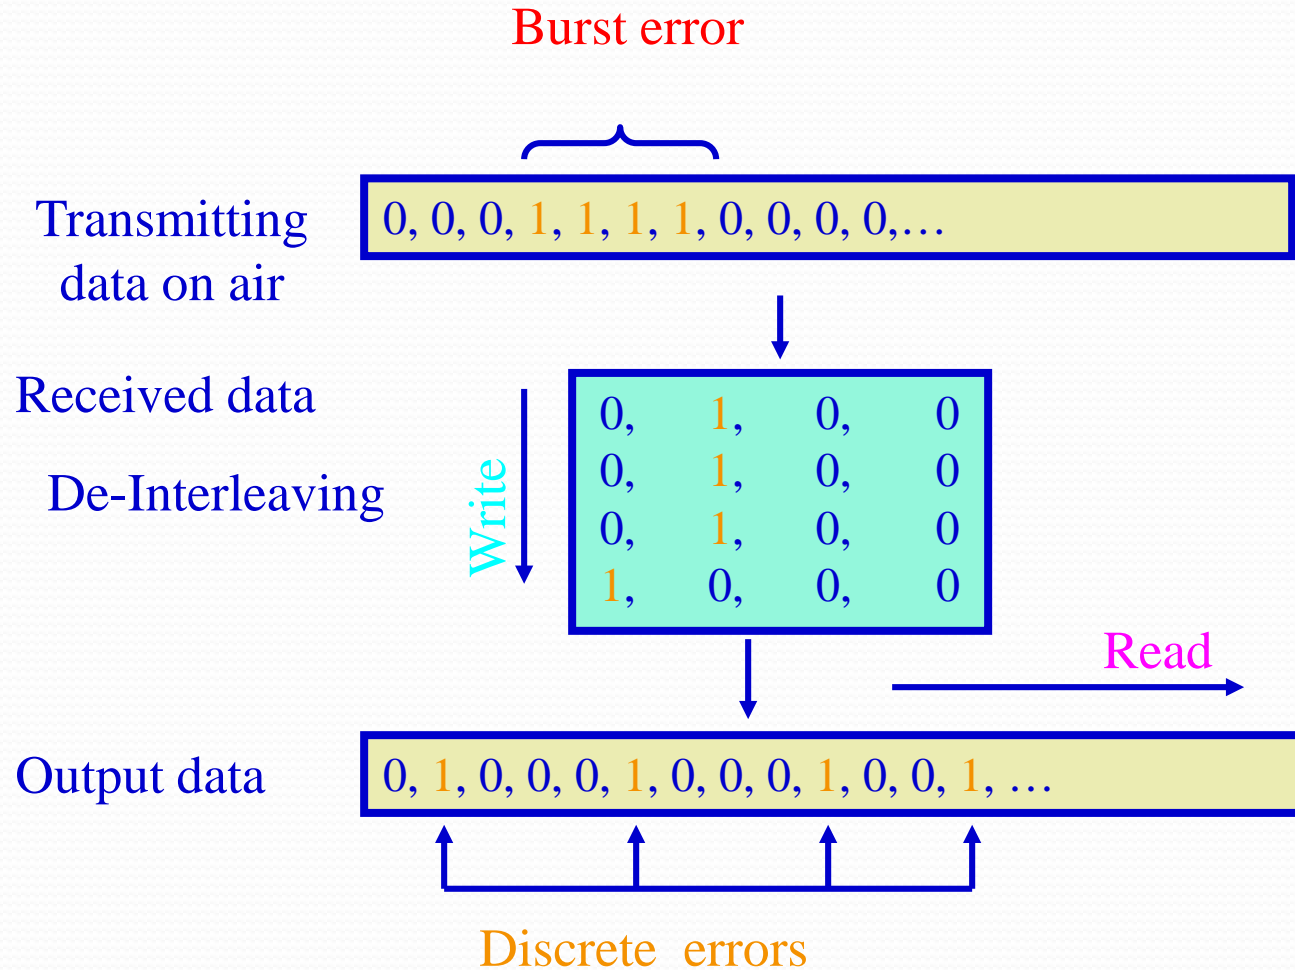 Burst error
Transmitting
data on air
0, 0, 0, 1, 1, 1, 1, 0, 0, 0, 0,…
Received data
De-Interleaving
Write
0, 1, 0, 0
0, 1, 0, 0
0, 1, 0, 0
1, 0, 0, 0
Read
Output data
0, 1, 0, 0, 0, 1, 0, 0, 0, 1, 0, 0, 1, …
Discrete errors